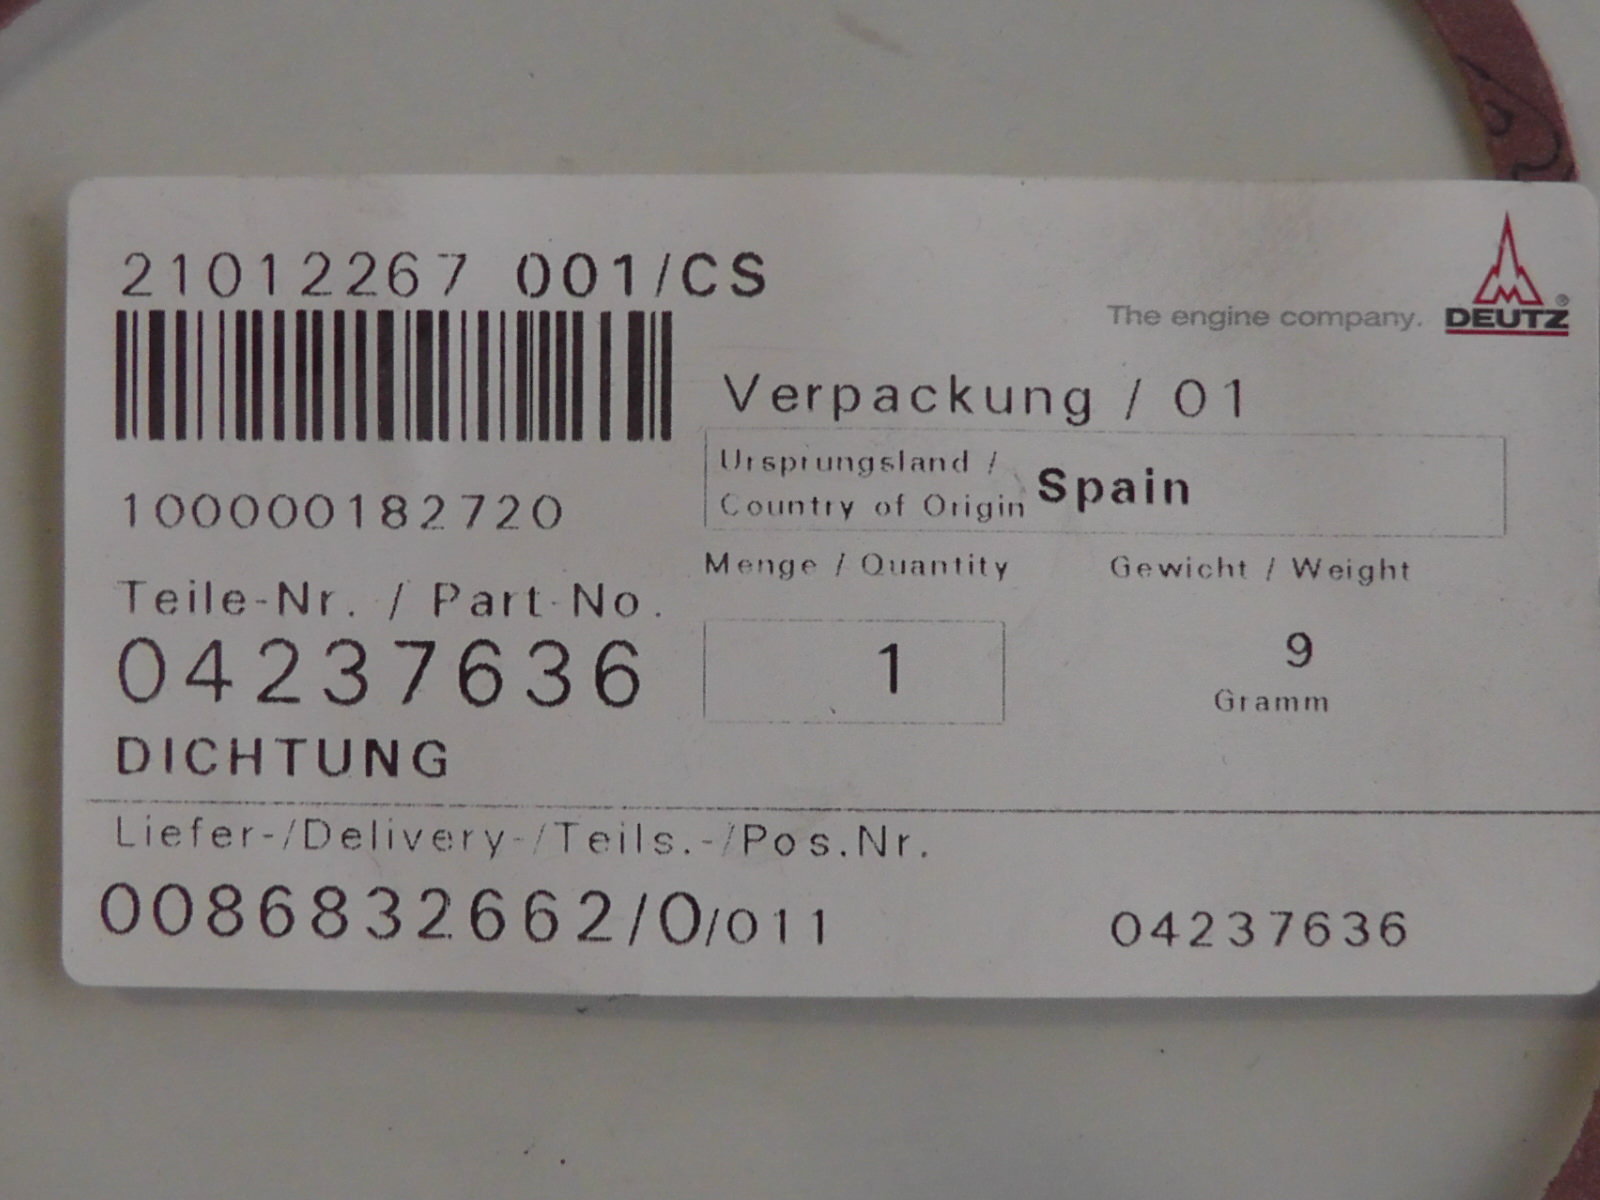 21012267 001/CS
The engine company. DEUTZ®
Verpackung / 01
Ursprungsland /
Country of Origin Spain
100000182720
Menge / Quantity
Gewicht / Weight
Teile-Nr. / Part-No.
04237636
1
9
Gramm
DICHTUNG
Liefer-/Delivery-/Teils.-/Pos.Nr.
0086832662/0/011
04237636